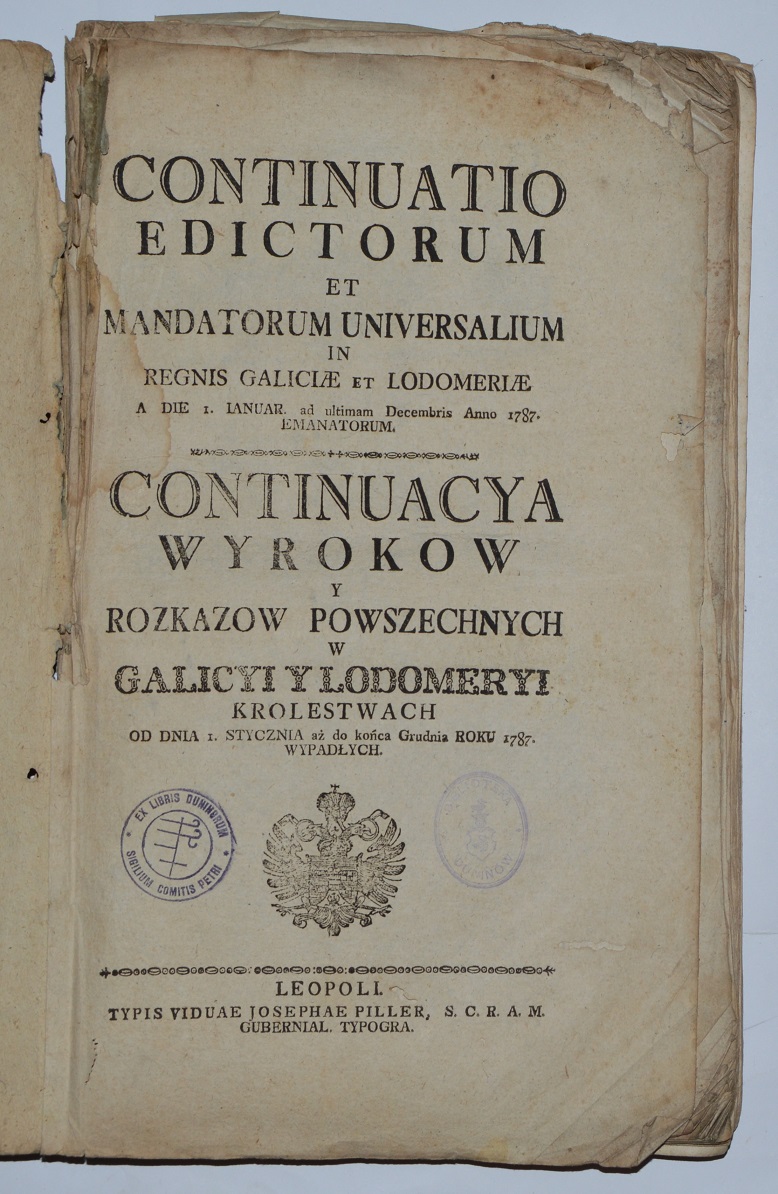 CONTINUATIO
EDICTORUM
ET
MANDATORUM UNIVERSALIUM
IN
REGNIS GALICIÆ ET LODOMERIÆ
A DIE 1. IANUAR. ad ultimam Decembris Anno 1787.
EMANATORUM.
CONTINUACYA
WYROKOW
Y
ROZKAZOW POWSZECHNYCH
W
GALICYI Y LODOMERYI
KROLESTWACH
OD DNIA 1. STYCZNIA aż do końca Grudnia ROKU 1787.
WYPADŁYCH.
EX LIBRIS DUNINORUM
SIGILIUM COMITIS PETRI
DUNINÓW
LEOPOLI.
TYPIS VIDUAE JOSEPHAE PILLER, S. C. R. A. M.
GUBERNIAL. TYPOGRA.